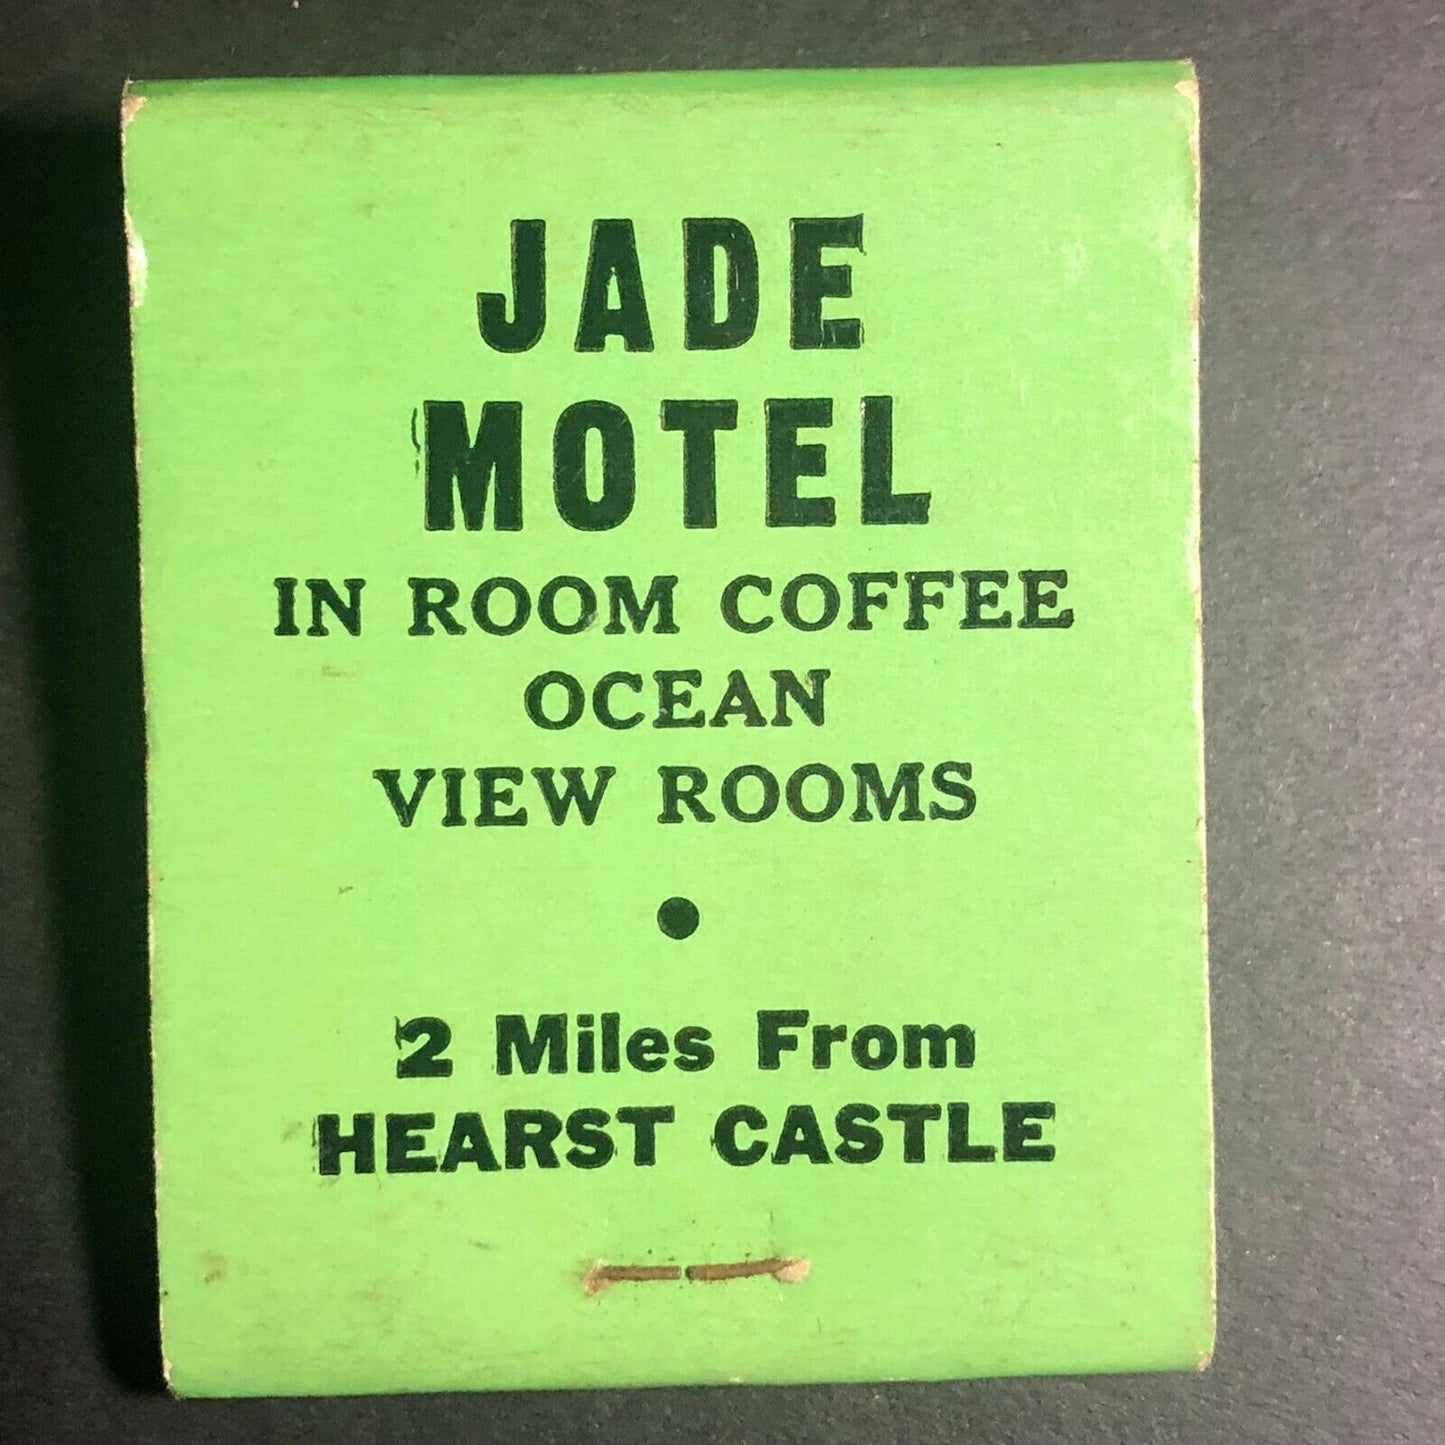 JADE
MOTEL
IN ROOM COFFEE
OCEAN
VIEW ROOMS
•
2 Miles From
HEARST CASTLE